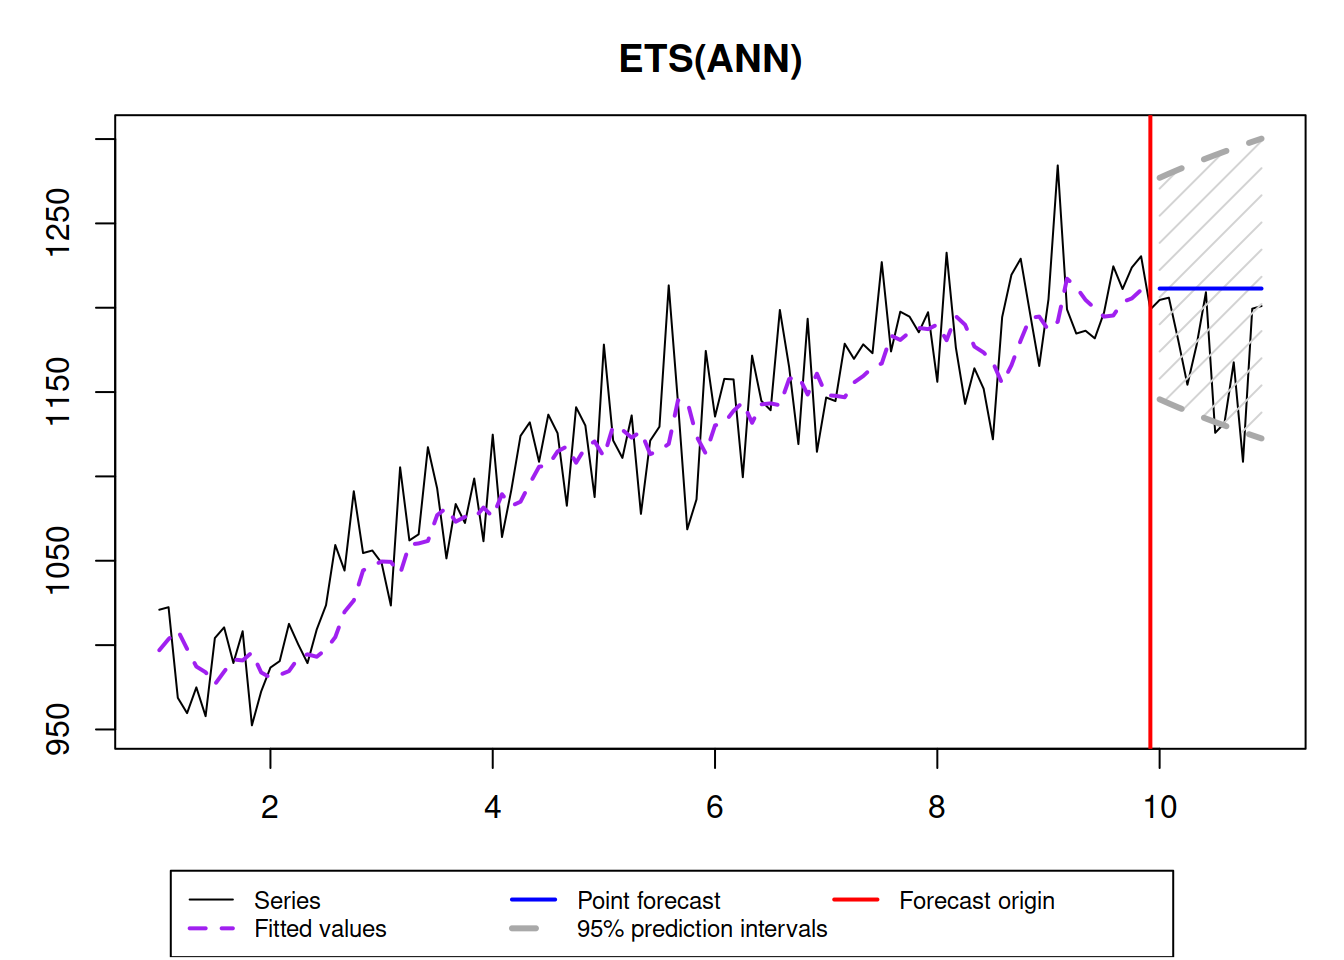 ETS(ANN)
1250
1150
1050
950
2 4 6 8 10
Series Point forecast Forecast origin
Fitted values 95% prediction intervals